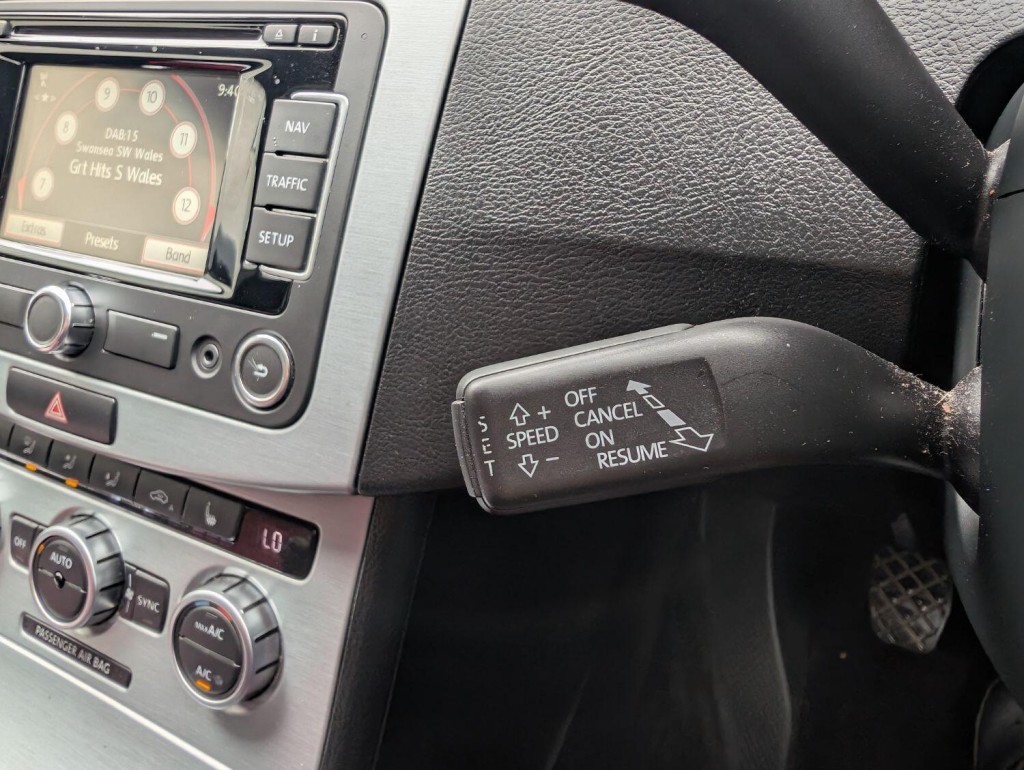 i
NAV
TRAFFIC
SETUP
9:40
9
10
8
11
7
12
DAB:15
Swansea SW Wales
Grt Hits S Wales
Extras
Presets
Band
S
E
T
+
SPEED
−
OFF
CANCEL
ON
RESUME
LO
OFF
AUTO
SYNC
MAX A/C
A/C
PASSENGER AIR BAG